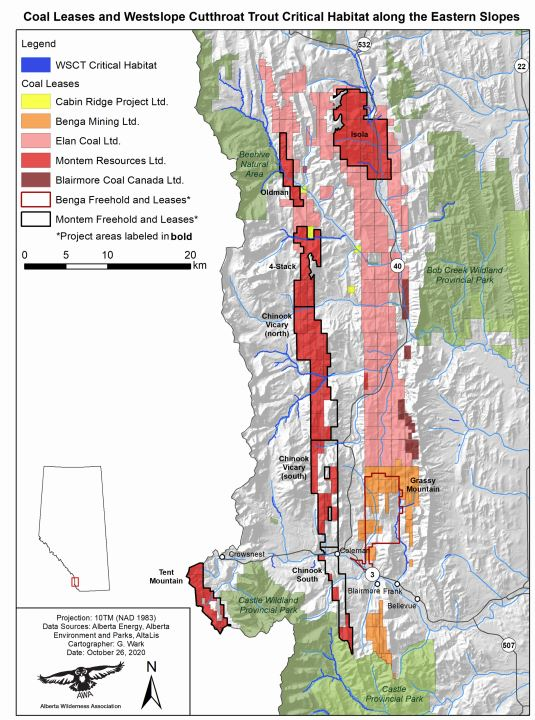 Coal Leases and Westslope Cutthroat Trout Critical Habitat along the Eastern Slopes
Legend
WSCT Critical Habitat
Coal Leases
Cabin Ridge Project Ltd.
Benga Mining Ltd.
Elan Coal Ltd.
Montem Resources Ltd.
Blairmore Coal Canada Ltd.
Benga Freehold and Leases*
Montem Freehold and Leases*
*Project areas labeled in bold
0 5 10 20
km
532
22
Isola
Beehive
Natural
Area
Oldman
4-Stack
40
Bob Creek Wildland
Provincial Park
Chinook
Vicary
(north)
Chinook
Vicary
(south)
Grassy
Mountain
Crowsnest
Coleman
Tent
Mountain
Chinook
South
3
Blairmore
Frank
Bellevue
Castle Wildland
Provincial Park
507
Castle
Provincial Park
Projection: 10TM (NAD 1983)
Data Sources: Alberta Energy, Alberta
Environment and Parks, AltaLis
Cartographer: G. Wark
Date: October 26, 2020
N
AWA
Alberta Wilderness Association